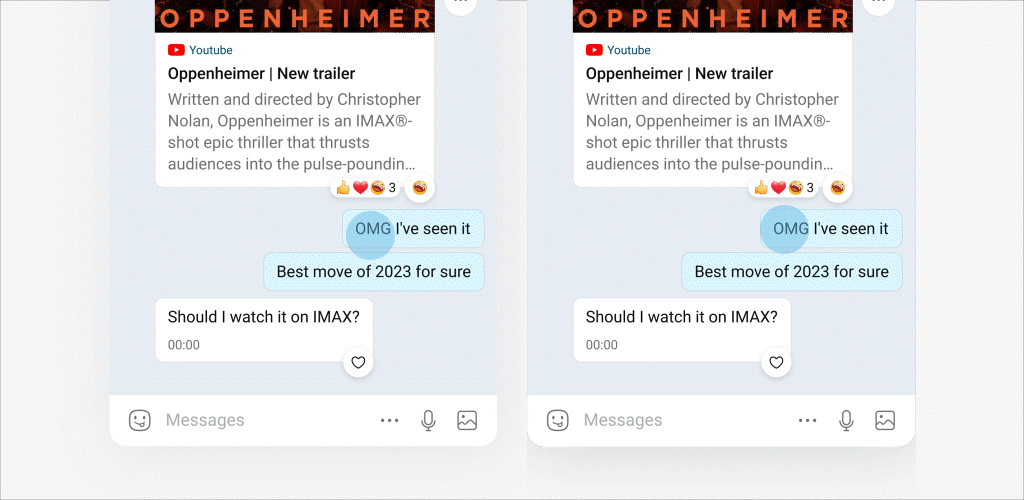 OPPENHEIMER
Youtube
Oppenheimer | New trailer
Written and directed by Christopher
Nolan, Oppenheimer is an IMAX®-
shot epic thriller that thrusts
audiences into the pulse-poundin...
3
OMG I've seen it
Best move of 2023 for sure
Should I watch it on IMAX?
00:00
Messages
OPPENHEIMER
Youtube
Oppenheimer | New trailer
Written and directed by Christopher
Nolan, Oppenheimer is an IMAX®-
shot epic thriller that thrusts
audiences into the pulse-poundin...
3
OMG I've seen it
Best move of 2023 for sure
Should I watch it on IMAX?
00:00
Messages